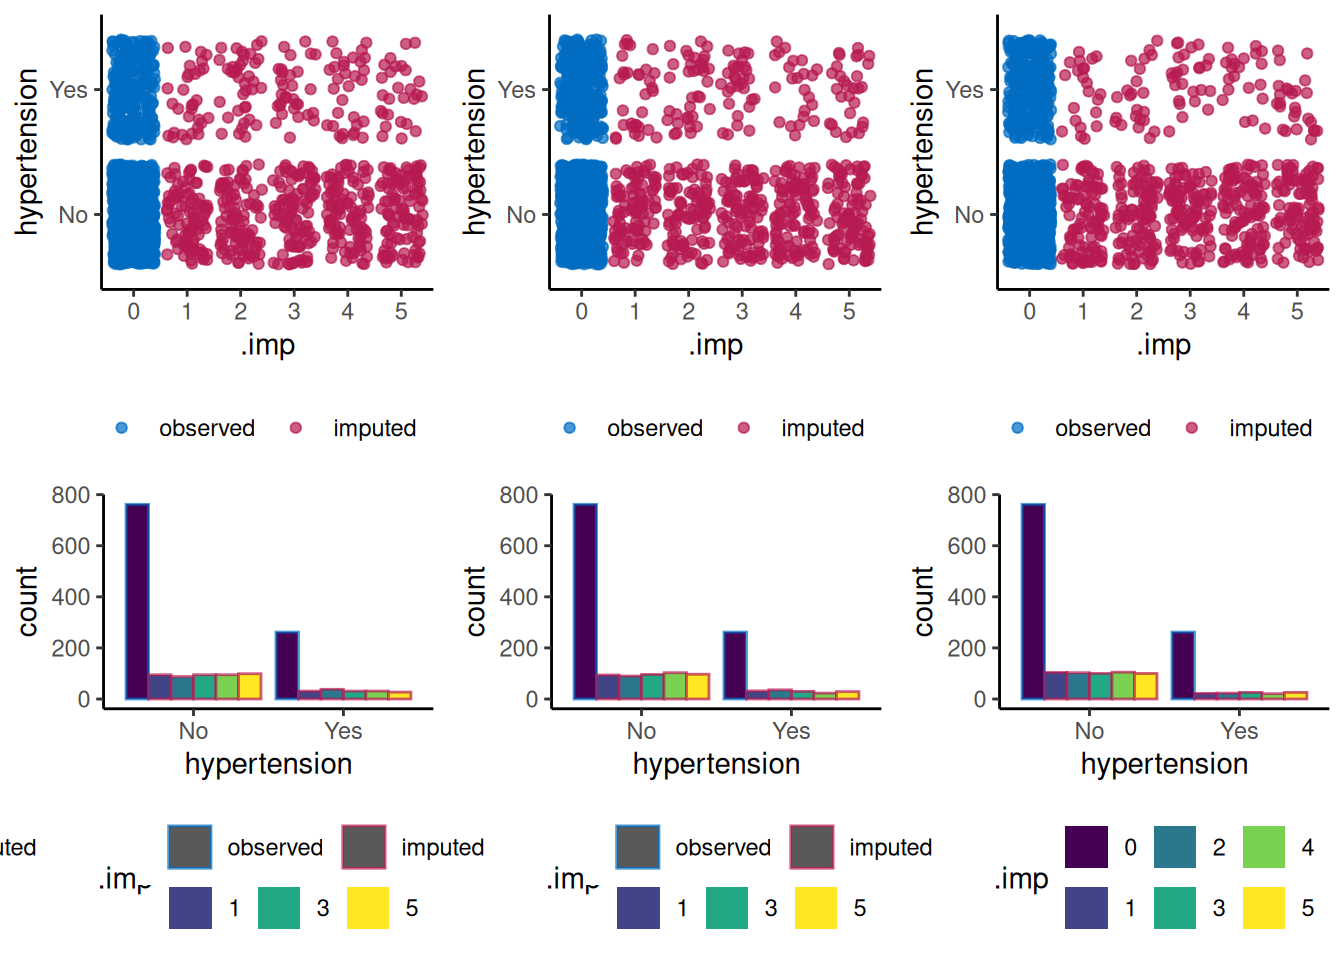 hypertension
Yes
No
0 1 2 3 4 5
.imp
observed imputed
hypertension
Yes
No
0 1 2 3 4 5
.imp
observed imputed
hypertension
Yes
No
0 1 2 3 4 5
.imp
observed imputed
count
800
600
400
200
0
No Yes
hypertension
count
800
600
400
200
0
No Yes
hypertension
count
800
600
400
200
0
No Yes
hypertension
uted
.imp
observed imputed
1 3 5
.imp
observed imputed
1 3 5
.imp
0 2 4
1 3 5